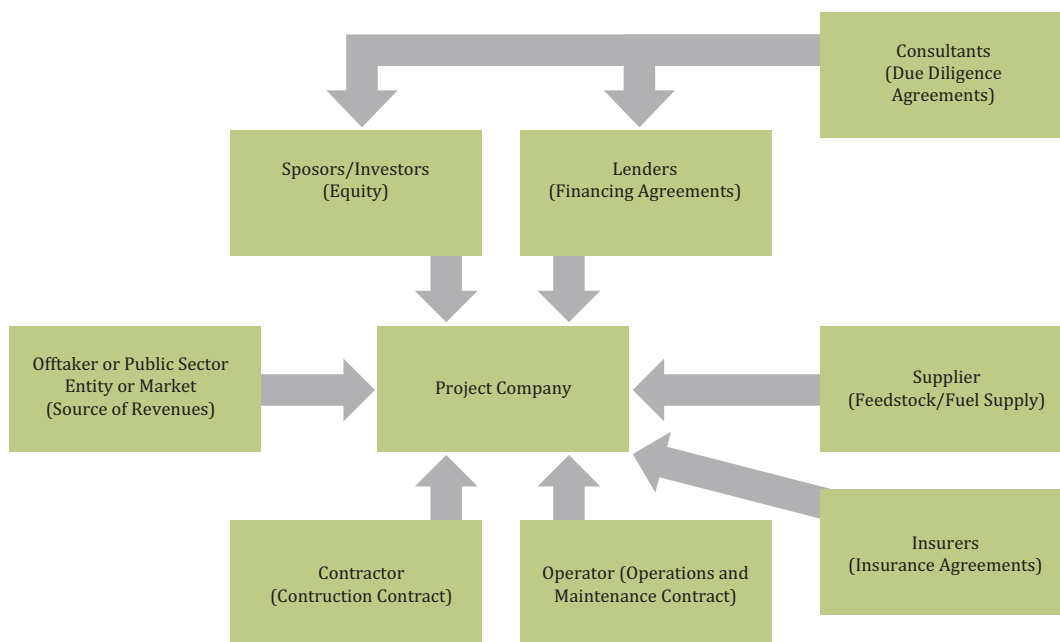 Consultants
(Due Diligence
Agreements)
Sposors/Investors
(Equity)
Lenders
(Financing Agreements)
Offtaker or Public Sector
Entity or Market
(Source of Revenues)
Project Company
Supplier
(Feedstock/Fuel Supply)
Contractor
(Contruction Contract)
Operator (Operations and
Maintenance Contract)
Insurers
(Insurance Agreements)